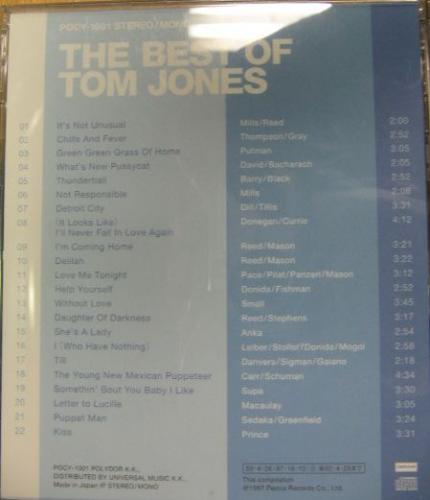 POCY-1001 STEREO/MONO
THE BEST OF
TOM JONES
01 It's Not Unusual Mills/Reed 2:00
02 Chills And Fever Thompson/Gray 2:52
03 Green Green Grass Of Home Putman 3:05
04 What's New Pussycat David/Bacharach 2:05
05 Thunderball Barry/Black 2:52
06 Not Responsible Mills 2:08
07 Detroit City Dill/Tillis 3:31
08 (It Looks Like) Donegan/Currie 4:12
I'll Never Fall In Love Again
09 I'm Coming Home Reed/Mason 3:21
10 Delilah Reed/Mason 3:22
11 Love Me Tonight Pace/Pilat/Panzeri/Mason 3:12
12 Help Yourself Donida/Fishman 2:52
13 Without Love Small 3:45
14 Daughter Of Darkness Reed/Stephens 3:17
15 She's A Lady Anka 2:54
16 I (Who Have Nothing) Leiber/Stoller/Donida/Mogol 2:58
17 Till Danvers/Sigman/Gaiano 2:18
18 The Young New Mexican Puppeteer Carr/Schuman 4:34
19 Somethin' 'Bout You Baby I Like Supa 3:30
20 Letter to Lucille Macaulay 3:05
21 Puppet Man Sedaka/Greenfield 3:24
22 Kiss Prince 3:31
POCY-1001 POLYDOR K.K.,
DISTRIBUTED BY UNIVERSAL MUSIC K.K.,
Made in Japan STEREO/MONO
This compilation
℗1997 Decca Records Co., Ltd.